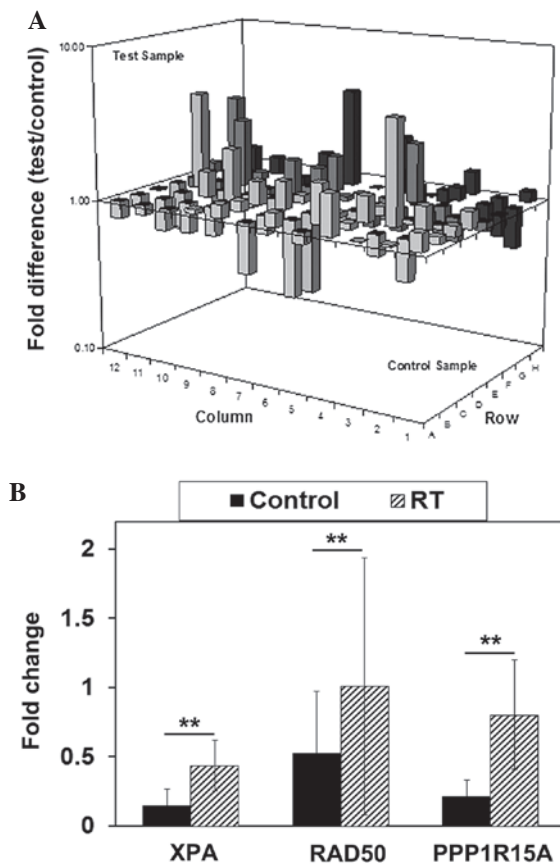 A
Fold difference (test/control)
10.00
1.00
0.10
Test Sample
Control Sample
12 11 10 9 8 7 6 5 4 3 2 1
Column
A B C D E F G H
Row
B
Control RT
Fold change
2
1.5
1
0.5
0
**
**
**
XPA RAD50 PPP1R15A